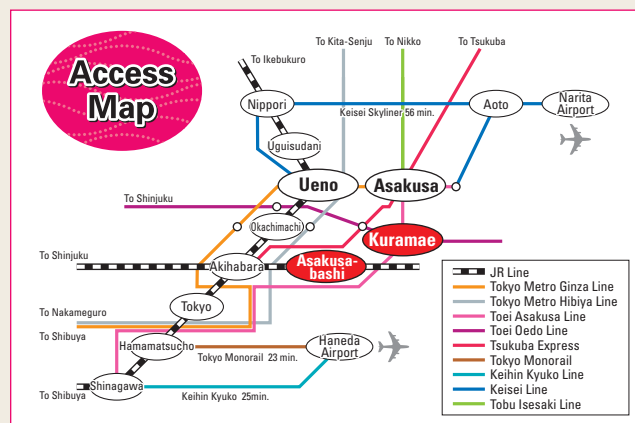 Access
Map
To Ikebukuro
To Kita-Senju
To Nikko
To Tsukuba
Nippori
Keisei Skyliner 56 min.
Aoto
Narita
Airport
Uguisudani
Ueno
Asakusa
To Shinjuku
Okachimachi
Kuramae
To Shinjuku
Akihabara
Asakusa-
bashi
Tokyo
To Nakameguro
To Shibuya
Hamamatsucho
Tokyo Monorail 23 min.
Haneda
Airport
Shinagawa
To Shibuya
Keihin Kyuko 25min.
JR Line
Tokyo Metro Ginza Line
Tokyo Metro Hibiya Line
Toei Asakusa Line
Toei Oedo Line
Tsukuba Express
Tokyo Monorail
Keihin Kyuko Line
Keisei Line
Tobu Isesaki Line